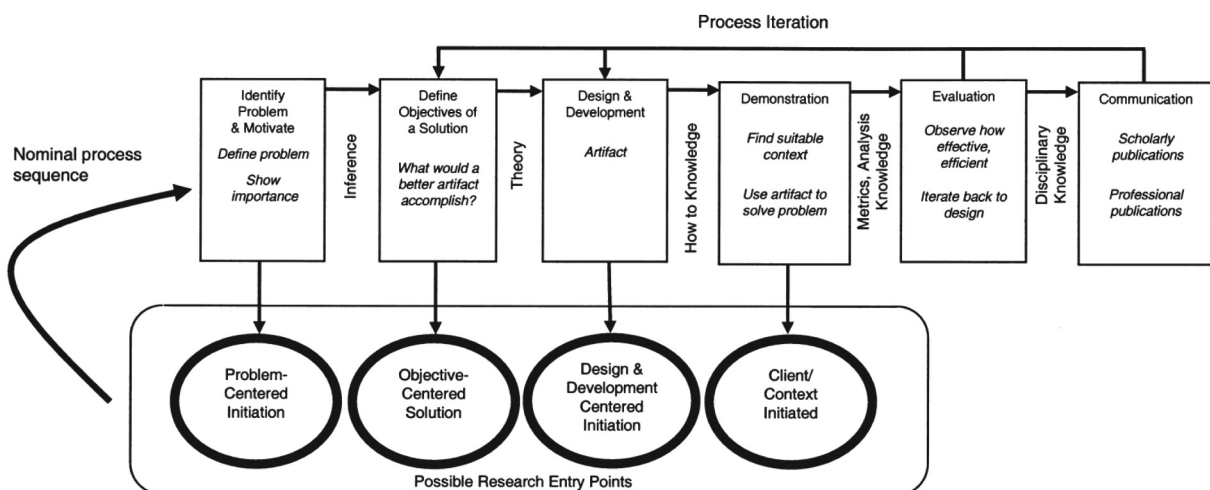 Process Iteration
Nominal process
sequence
Identify
Problem
& Motivate
Define problem
Show
importance
Inference
Define
Objectives of
a Solution
What would a
better artifact
accomplish?
Theory
Design &
Development
Artifact
How to Knowledge
Demonstration
Find suitable
context
Use artifact to
solve problem
Metrics, Analysis
Knowledge
Evaluation
Observe how
effective,
efficient
Iterate back to
design
Disciplinary
Knowledge
Communication
Scholarly
publications
Professional
publications
Problem-
Centered
Initiation
Objective-
Centered
Solution
Design &
Development
Centered
Initiation
Client/
Context
Initiated
Possible Research Entry Points